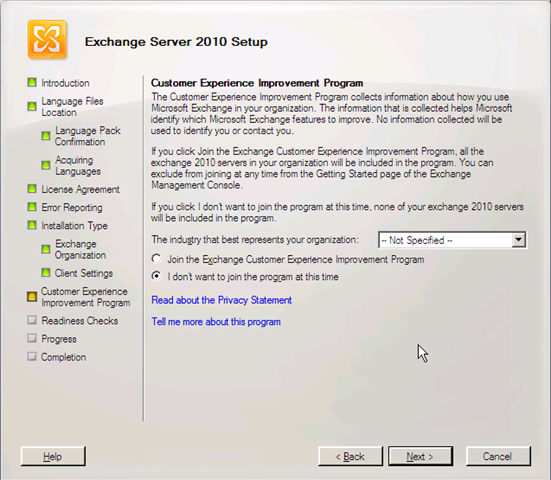 Exchange Server 2010 Setup
Introduction
Language Files
Location
Language Pack
Confirmation
Acquiring
Languages
License Agreement
Error Reporting
Installation Type
Exchange
Organization
Client Settings
Customer Experience
Improvement Program
Readiness Checks
Progress
Completion
Customer Experience Improvement Program
The Customer Experience Improvement Program collects information about how you use
Microsoft Exchange in your organization. The information that is collected helps Microsoft
identify which Microsoft Exchange features to improve. No information collected will be
used to identify you or contact you.
If you click Join the Exchange Customer Experience Improvement Program, all the
exchange 2010 servers in your organization will be included in the program. You can
exclude from joining at any time from the Getting Started page of the Exchange
Management Console.
If you click I don't want to join the program at this time, none of your exchange 2010 servers
will be included in the program.
The industry that best represents your organization: -- Not Specified --
Join the Exchange Customer Experience Improvement Program
I don't want to join the program at this time
Read about the Privacy Statement
Tell me more about this program
Help < Back Next > Cancel